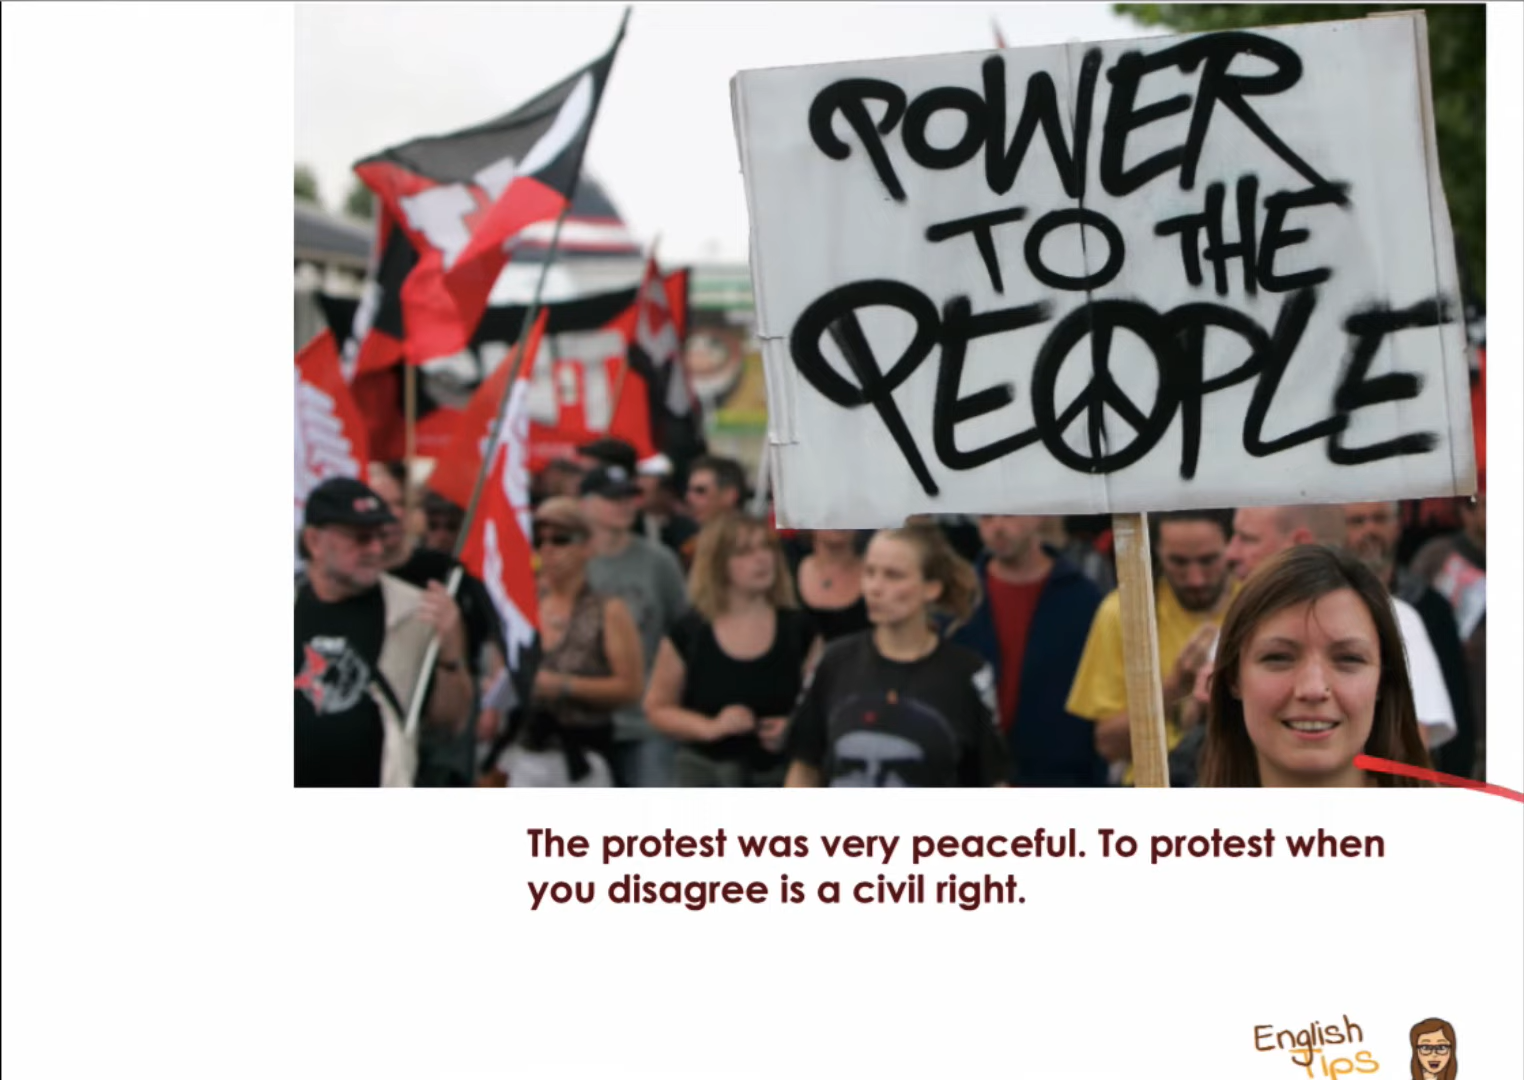 POWER
TO THE
PEOPLE
The protest was very peaceful. To protest when
you disagree is a civil right.
English
Tips